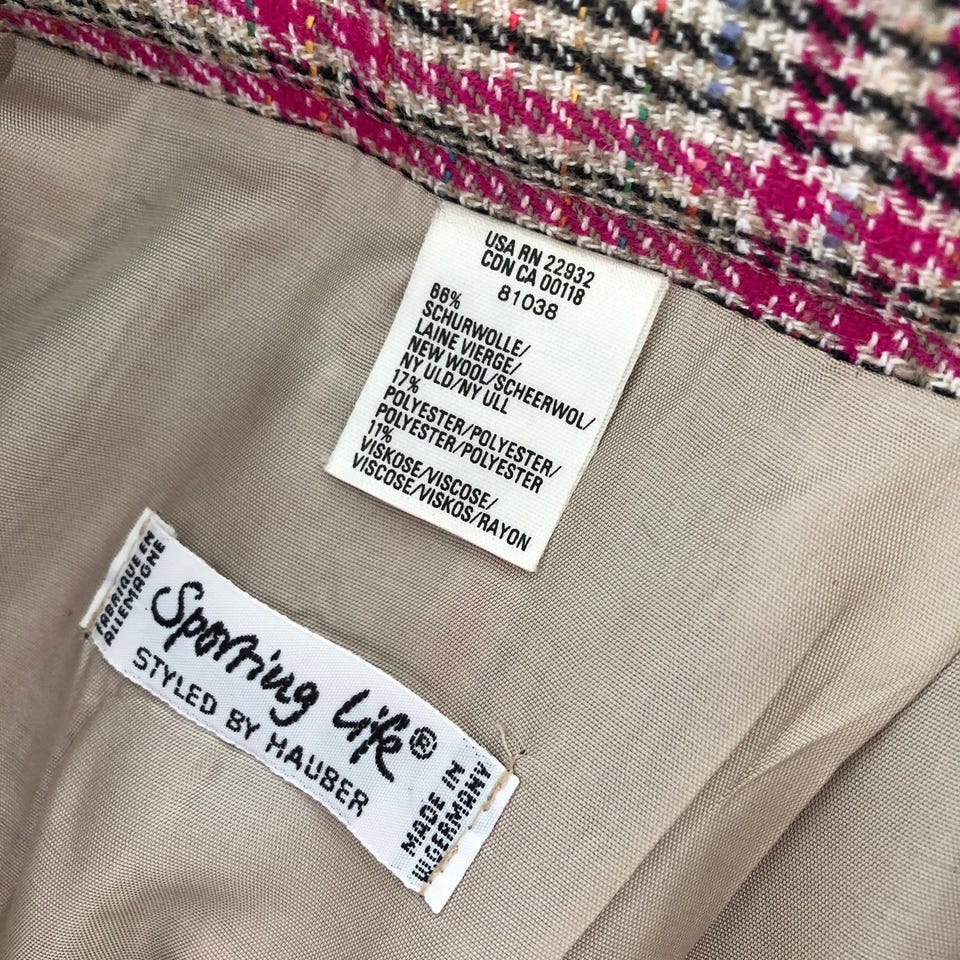 USA RN 22932
CDN CA 00118
81038
66%
SCHURWOLLE/
LAINE VIERGE/
NEW WOOL/SCHEERWOL/
NY ULD/NY ULL
17%
POLYESTER/POLYESTER/
POLYESTER/POLYESTER
11%
VISKOSE/VISCOSE/
VISCOSE/VISKOS/RAYON
FABRIQUE EN
ALLEMAGNE
Sporting Life®
STYLED BY HAUBER
MADE IN
W.GERMANY